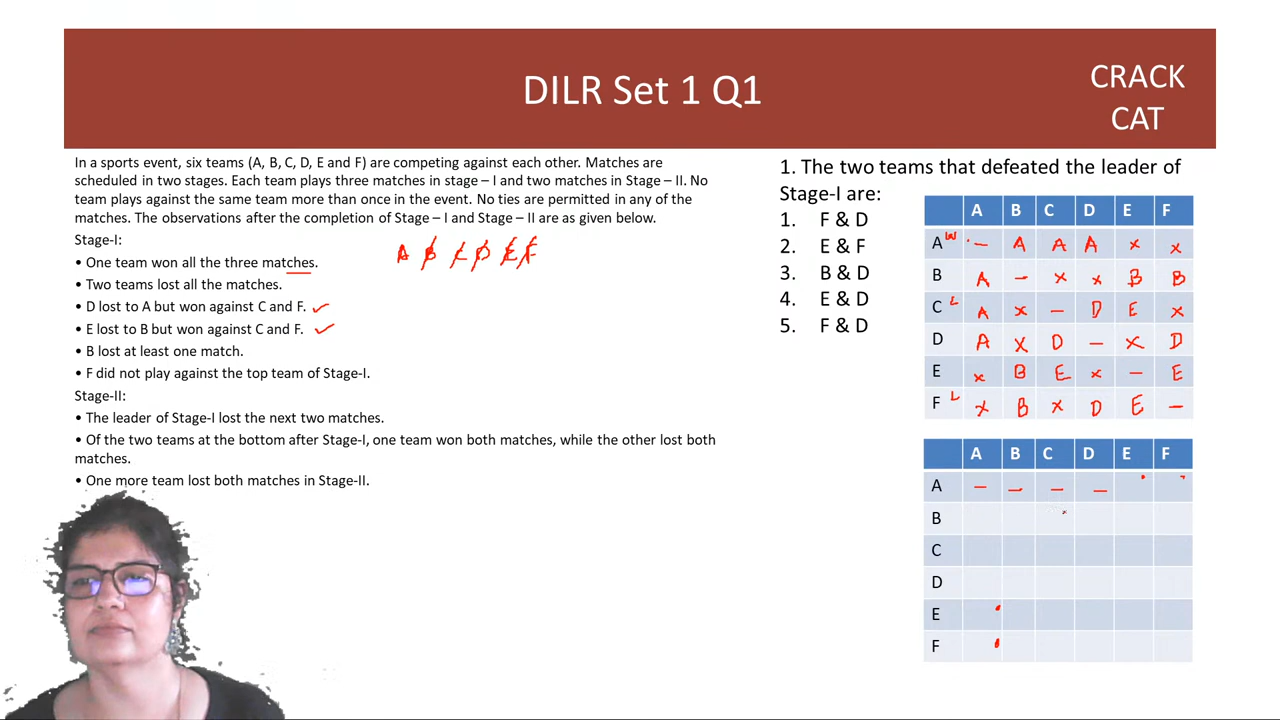 DILR Set 1 Q1
CRACK
CAT
In a sports event, six teams (A, B, C, D, E and F) are competing against each other. Matches are
scheduled in two stages. Each team plays three matches in stage – I and two matches in Stage – II. No
team plays against the same team more than once in the event. No ties are permitted in any of the
matches. The observations after the completion of Stage – I and Stage – II are as given below.
Stage-I:
• One team won all the three matches.
• Two teams lost all the matches.
• D lost to A but won against C and F.
• E lost to B but won against C and F.
• B lost at least one match.
• F did not play against the top team of Stage-I.
Stage-II:
• The leader of Stage-I lost the next two matches.
• Of the two teams at the bottom after Stage-I, one team won both matches, while the other lost both
matches.
• One more team lost both matches in Stage-II.
A B C D E F
1. The two teams that defeated the leader of
Stage-I are:
1. F & D
2. E & F
3. B & D
4. E & D
5. F & D
A B C D E F
A W - A A A x x
B A - x x B B
C L A x - D E x
D A x D - x D
E x B E x - E
F L x B x D E -
A B C D E F
A - - - -
B
C
D
E
F